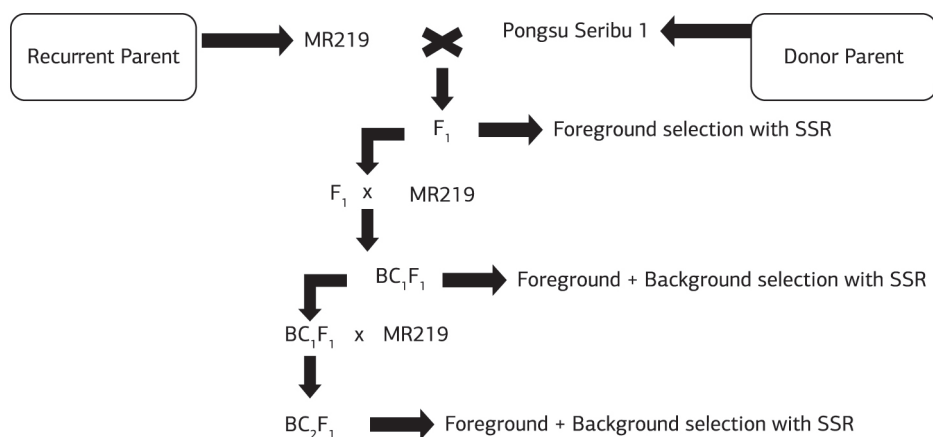 Recurrent Parent
MR219
Pongsu Seribu 1
Donor Parent
F₁
Foreground selection with SSR
F₁ x MR219
BC₁F₁
Foreground + Background selection with SSR
BC₁F₁ x MR219
BC₂F₁
Foreground + Background selection with SSR